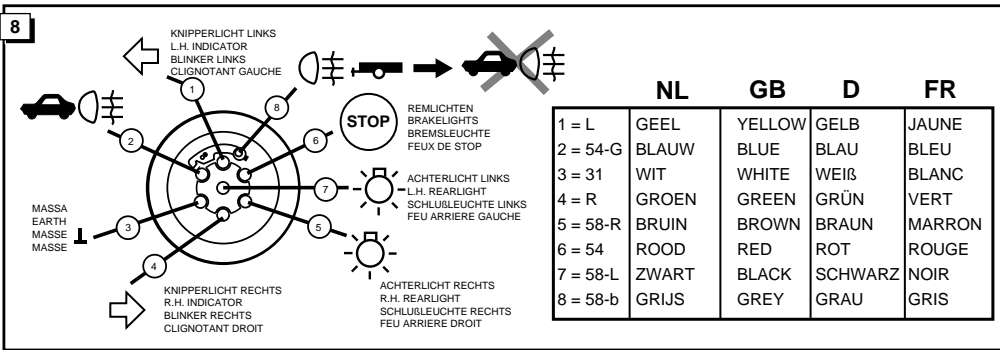 8
KNIPPERLICHT LINKS
L.H. INDICATOR
BLINKER LINKS
CLIGNOTANT GAUCHE
1
8
STOP
REMLICHTEN
BRAKELIGHTS
BREMSLEUCHTE
FEUX DE STOP
2
6
8
7
ACHTERLICHT LINKS
L.H. REARLIGHT
SCHLUßLEUCHTE LINKS
FEU ARRIERE GAUCHE
MASSA
EARTH
MASSE
MASSE
3
5
4
KNIPPERLICHT RECHTS
R.H. INDICATOR
BLINKER RECHTS
CLIGNOTANT DROIT
ACHTERLICHT RECHTS
R.H. REARLIGHT
SCHLUßLEUCHTE RECHTS
FEU ARRIERE DROIT
NL GB D FR
1 = L GEEL YELLOW GELB JAUNE
2 = 54-G BLAUW BLUE BLAU BLEU
3 = 31 WIT WHITE WEIß BLANC
4 = R GROEN GREEN GRÜN VERT
5 = 58-R BRUIN BROWN BRAUN MARRON
6 = 54 ROOD RED ROT ROUGE
7 = 58-L ZWART BLACK SCHWARZ NOIR
8 = 58-b GRIJS GREY GRAU GRIS